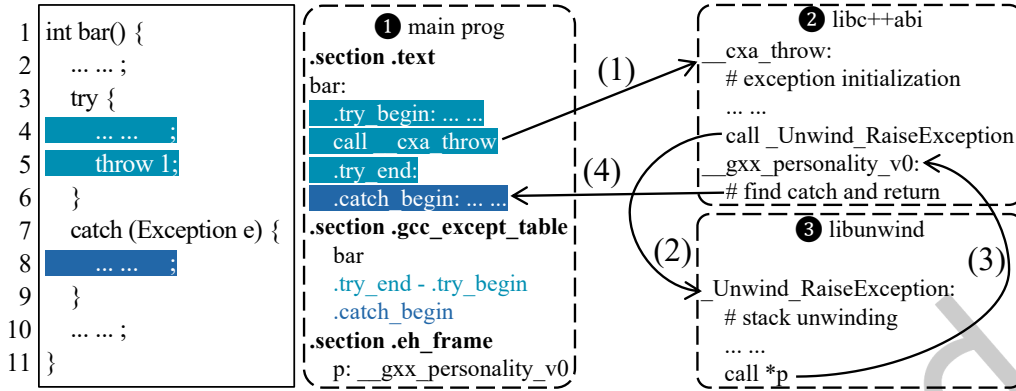 1 int bar() {
2 ... ... ;
3 try {
4 ... ... ;
5 throw 1;
6 }
7 catch (Exception e) {
8 ... ... ;
9 }
10 ... ... ;
11 }
❶ main prog
.section .text
bar:
.try_begin: ... ...
call __cxa_throw
.try_end:
.catch_begin: ... ...
.section .gcc_except_table
bar
.try_end - .try_begin
.catch_begin
.section .eh_frame
p: __gxx_personality_v0
(1)
(4)
(2)
(3)
❷ libc++abi
__cxa_throw:
# exception initialization
... ...
call _Unwind_RaiseException
__gxx_personality_v0:
# find catch and return
❸ libunwind
_Unwind_RaiseException:
# stack unwinding
... ...
call *p